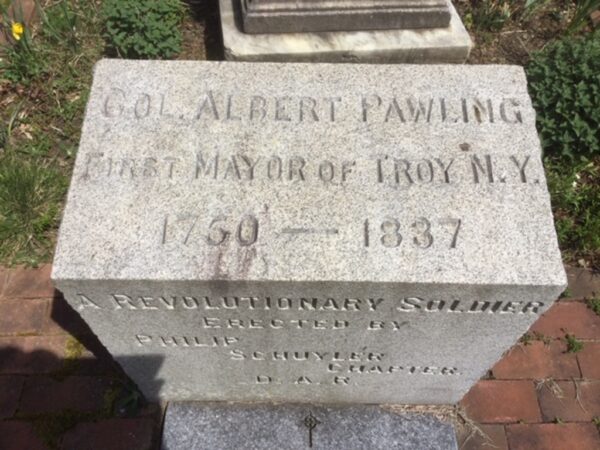 COL. ALBERT PAWLING
FIRST MAYOR OF TROY N.Y.
1750 — 1837
A REVOLUTIONARY SOLDIER
ERECTED BY
PHILIP
SCHUYLER
CHAPTER.
D.A.R